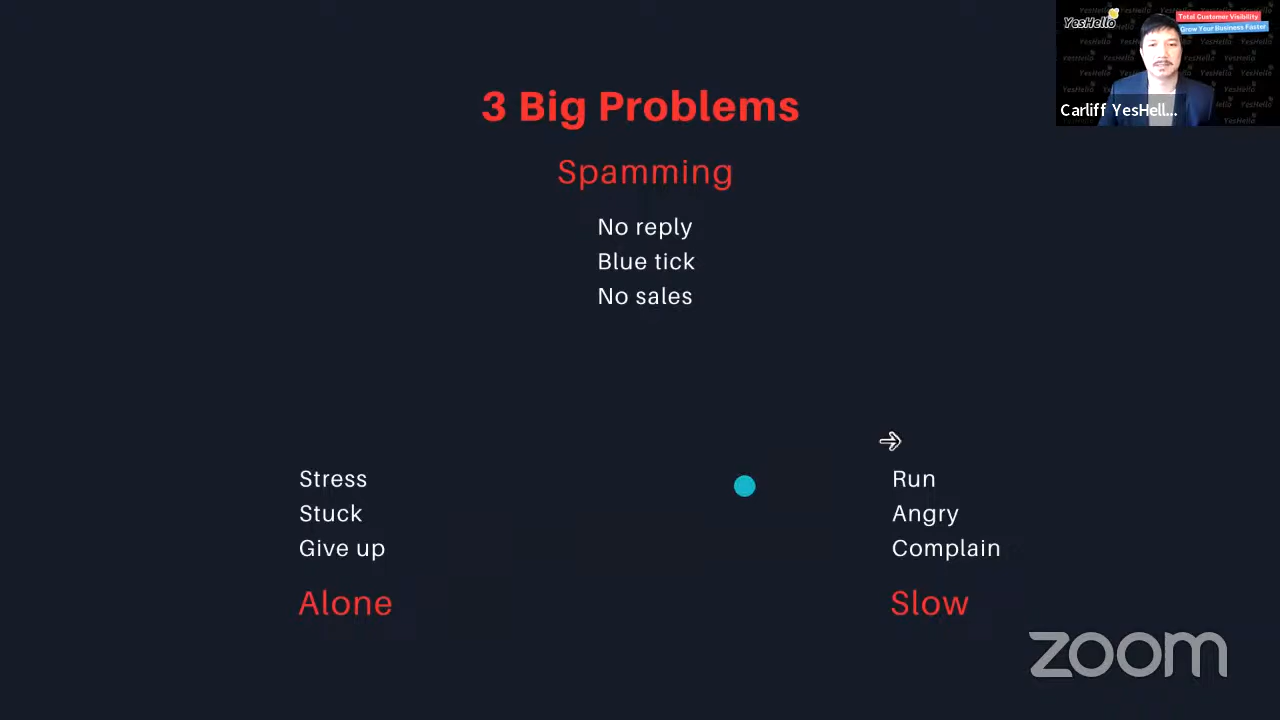 3 Big Problems
Spamming
No reply
Blue tick
No sales
Stress
Stuck
Give up
Alone
Run
Angry
Complain
Slow
YesHello
Total Customer Visibility
Grow Your Business Faster
Carliff YesHell...
zoom